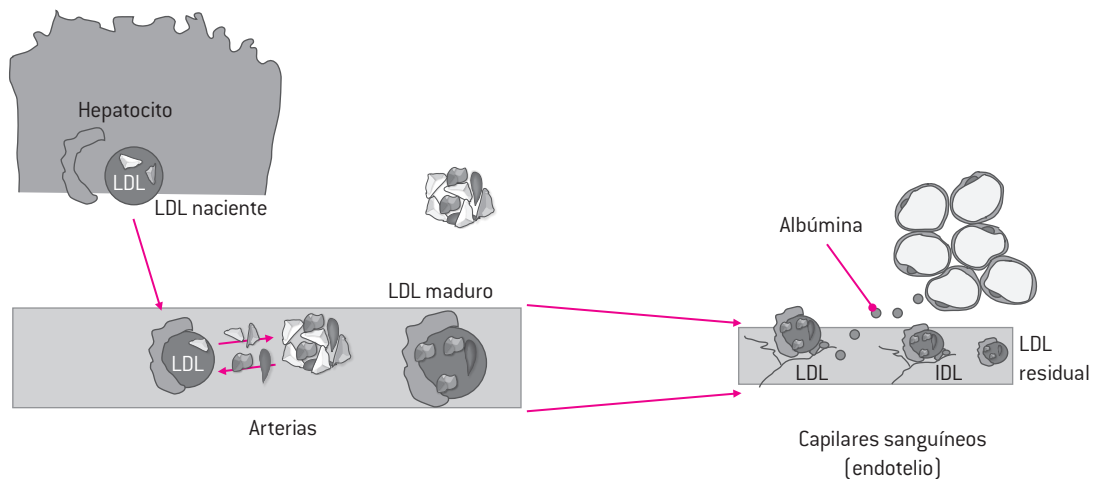 Hepatocito
LDL
LDL naciente
Albúmina
LDL maduro
LDL
LDL
IDL
LDL
residual
Arterias
Capilares sanguíneos
(endotelio)